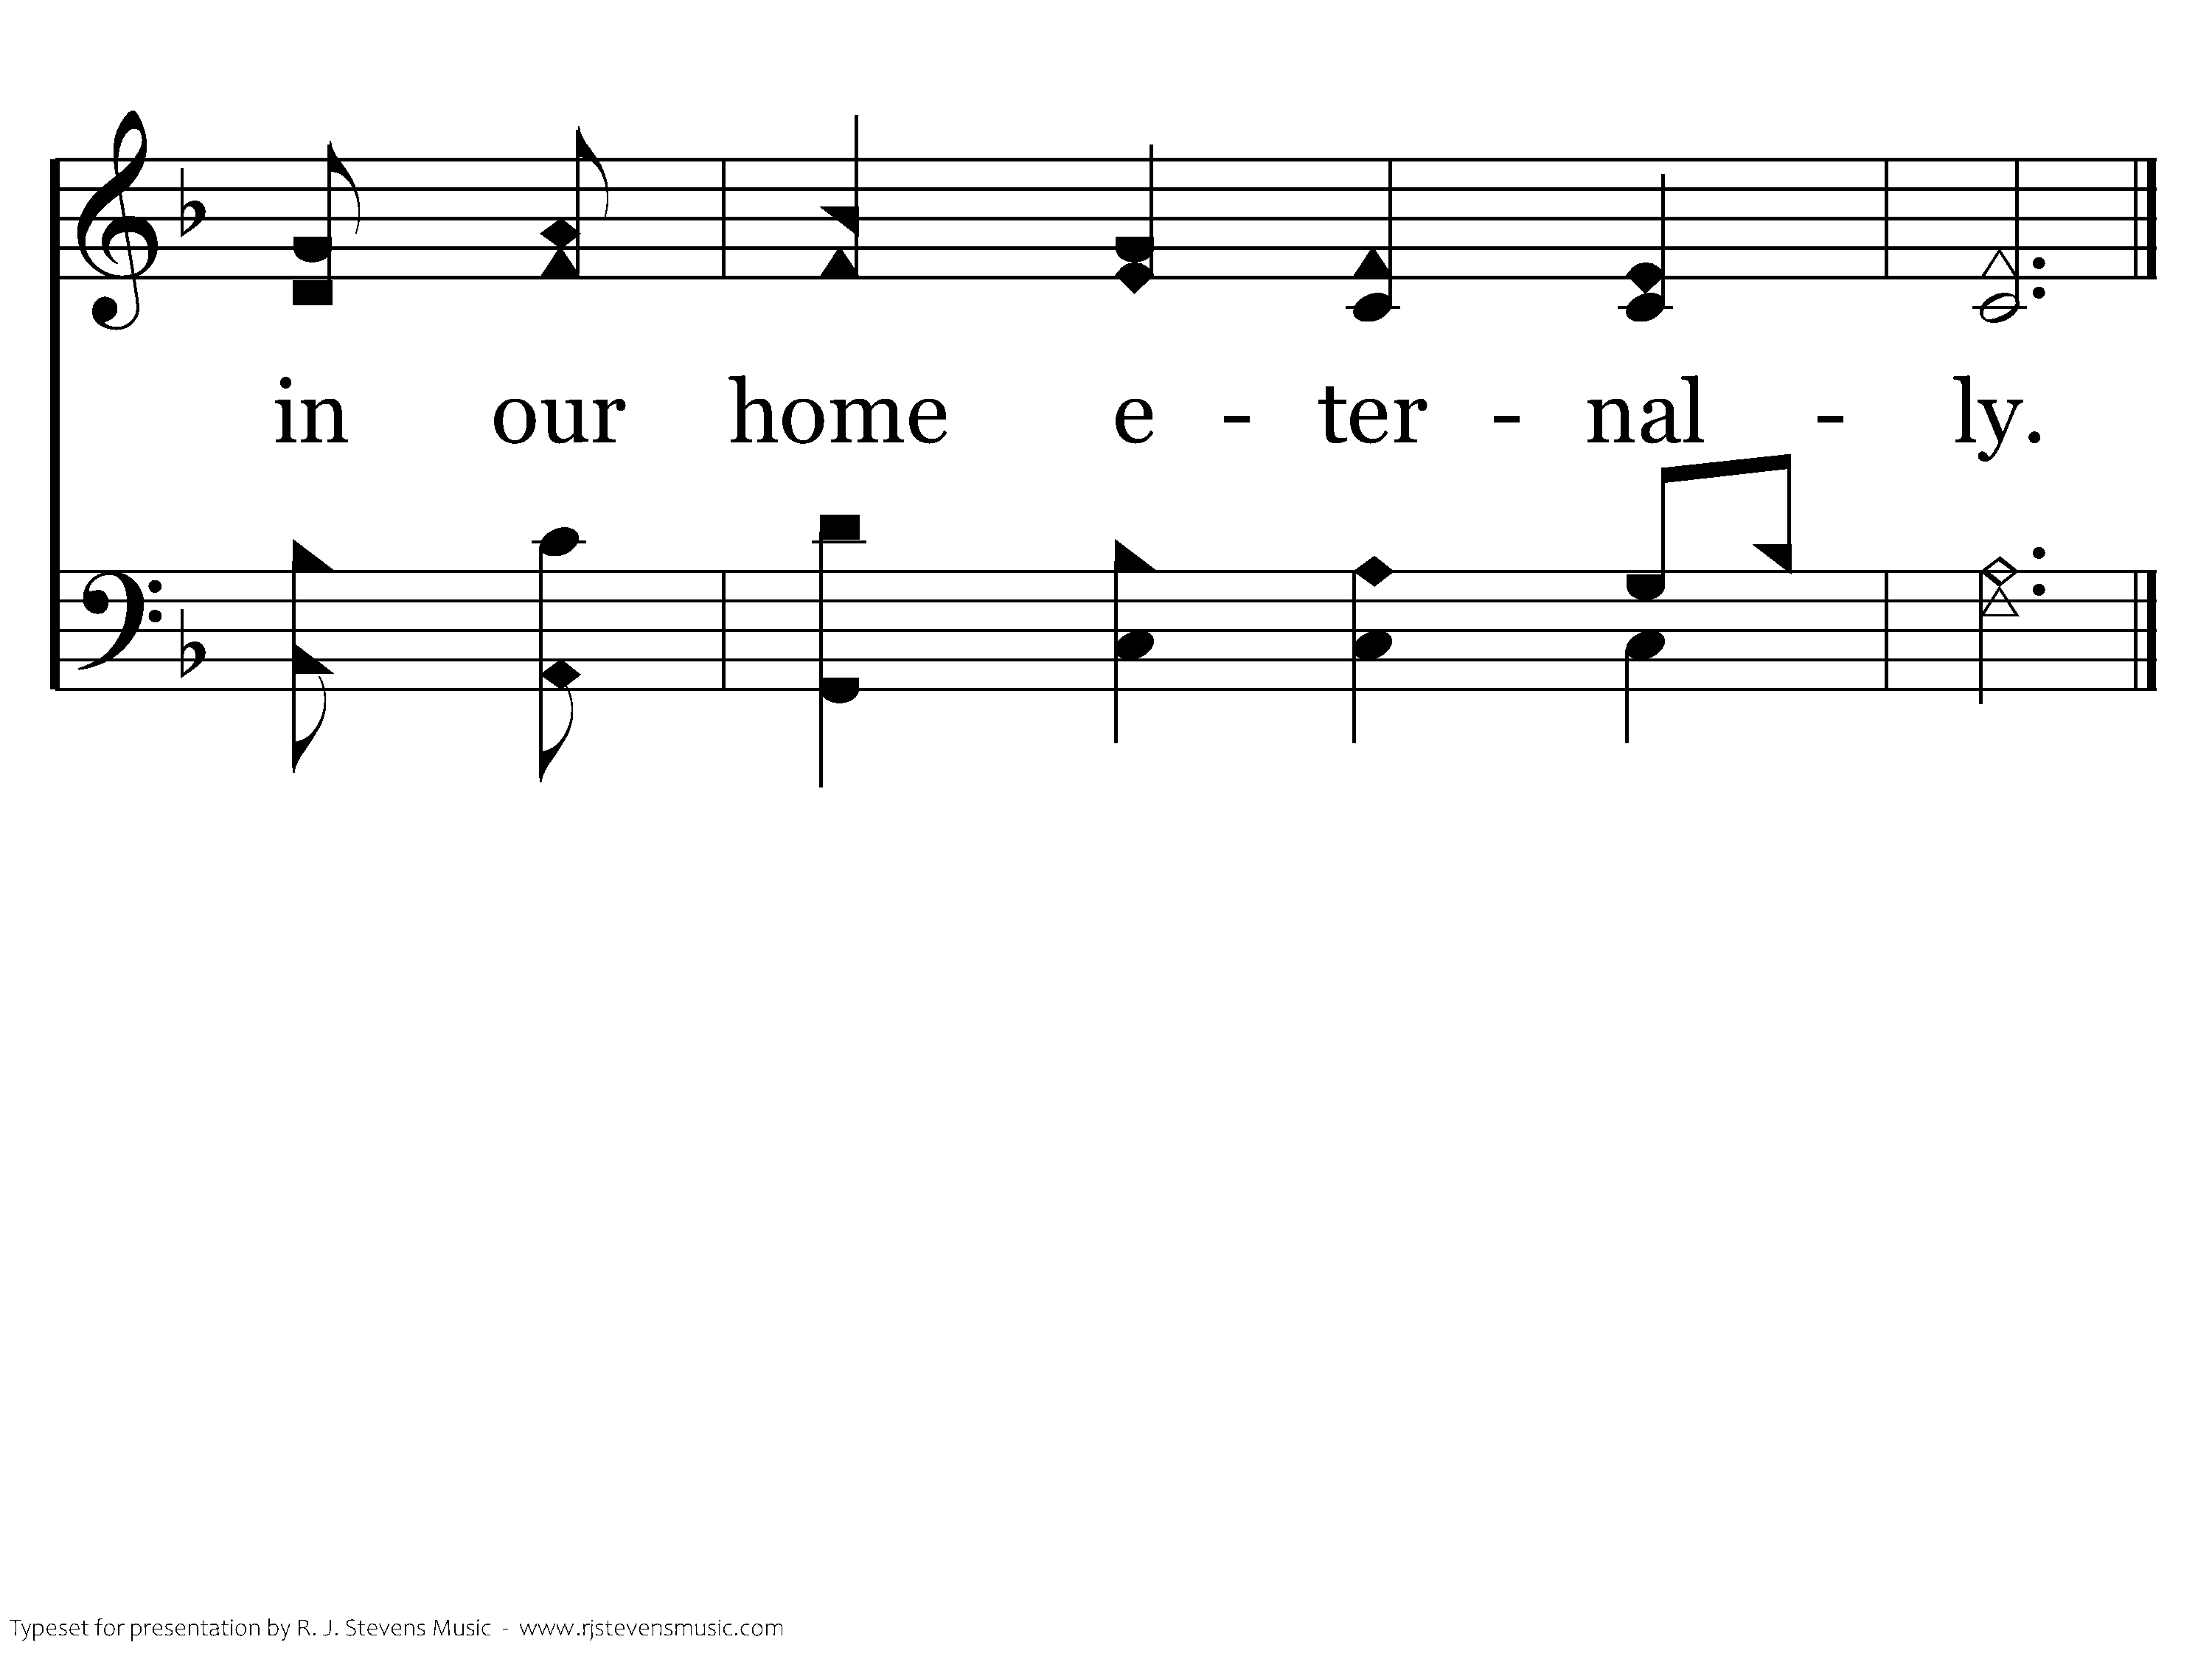 in our home e - ter - nal - ly.
Typeset for presentation by R. J. Stevens Music - www.rjstevensmusic.com